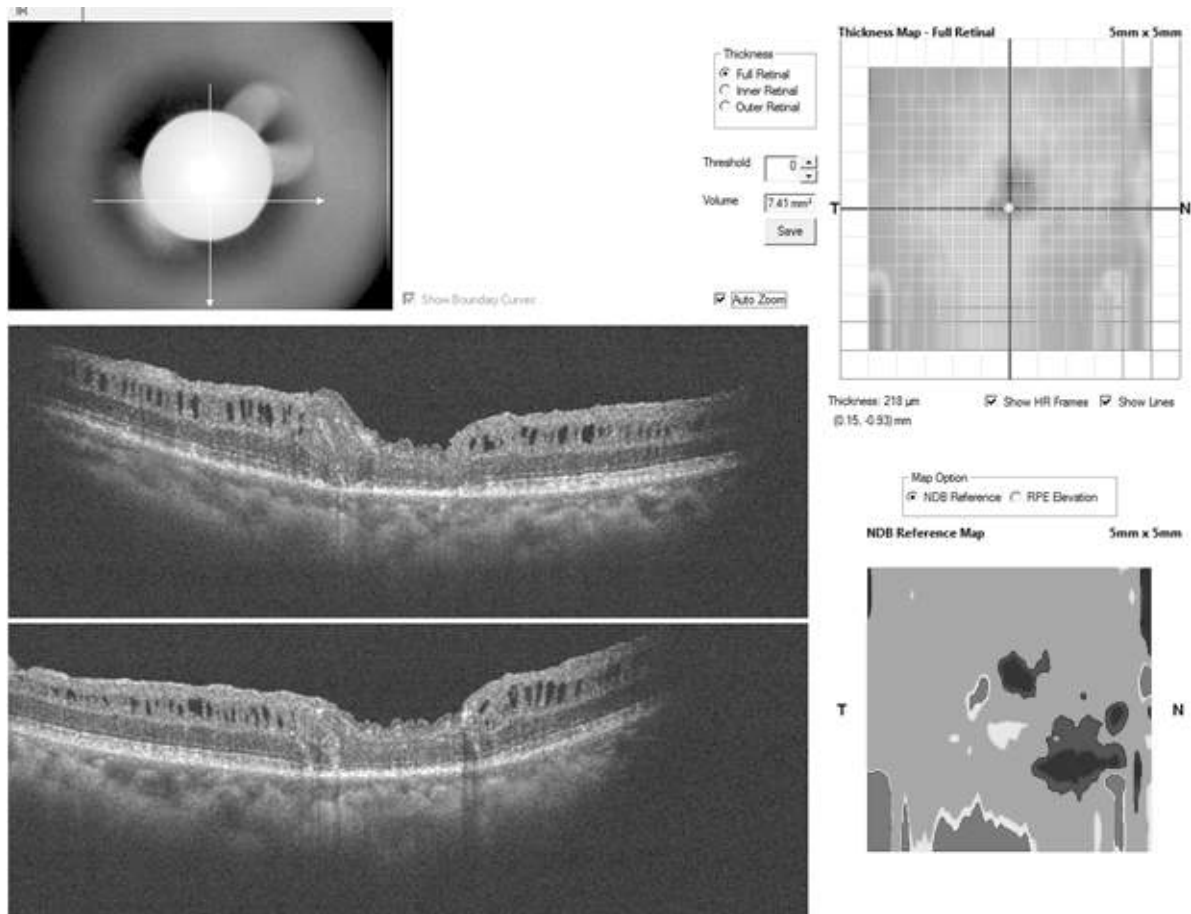 IR
Thickness
Full Retinal
Inner Retinal
Outer Retinal
Threshold 0
Volume 7.41 mm³
Save
Show Boundary Curves
Auto Zoom
Thickness Map - Full Retinal 5mm x 5mm
T N
Thickness: 218 µm Show HR Frames Show Lines
(0.15, -0.93) mm
Map Option
NDB Reference RPE Elevation
NDB Reference Map 5mm x 5mm
T N